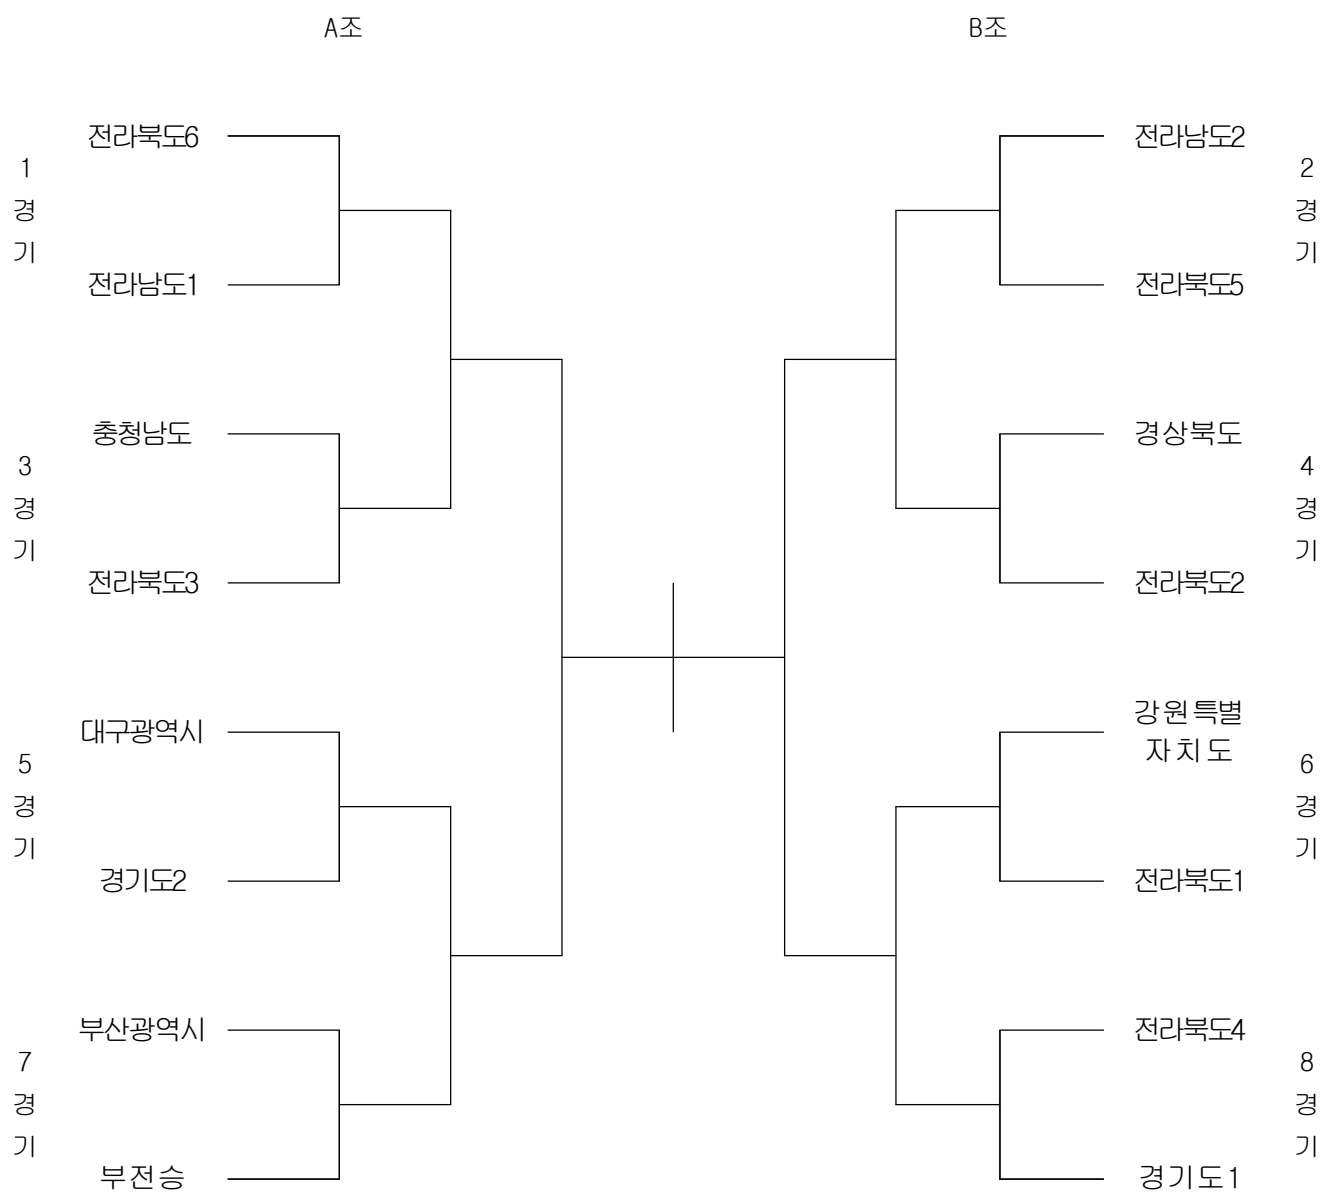 A조
B조
전라북도6
전라남도2
1
경
기
2
경
기
전라남도1
전라북도5
충청남도
경상북도
3
경
기
4
경
기
전라북도3
전라북도2
대구광역시
강원특별
자치도
5
경
기
6
경
기
경기도2
전라북도1
부산광역시
전라북도4
7
경
기
8
경
기
부전승
경기도1